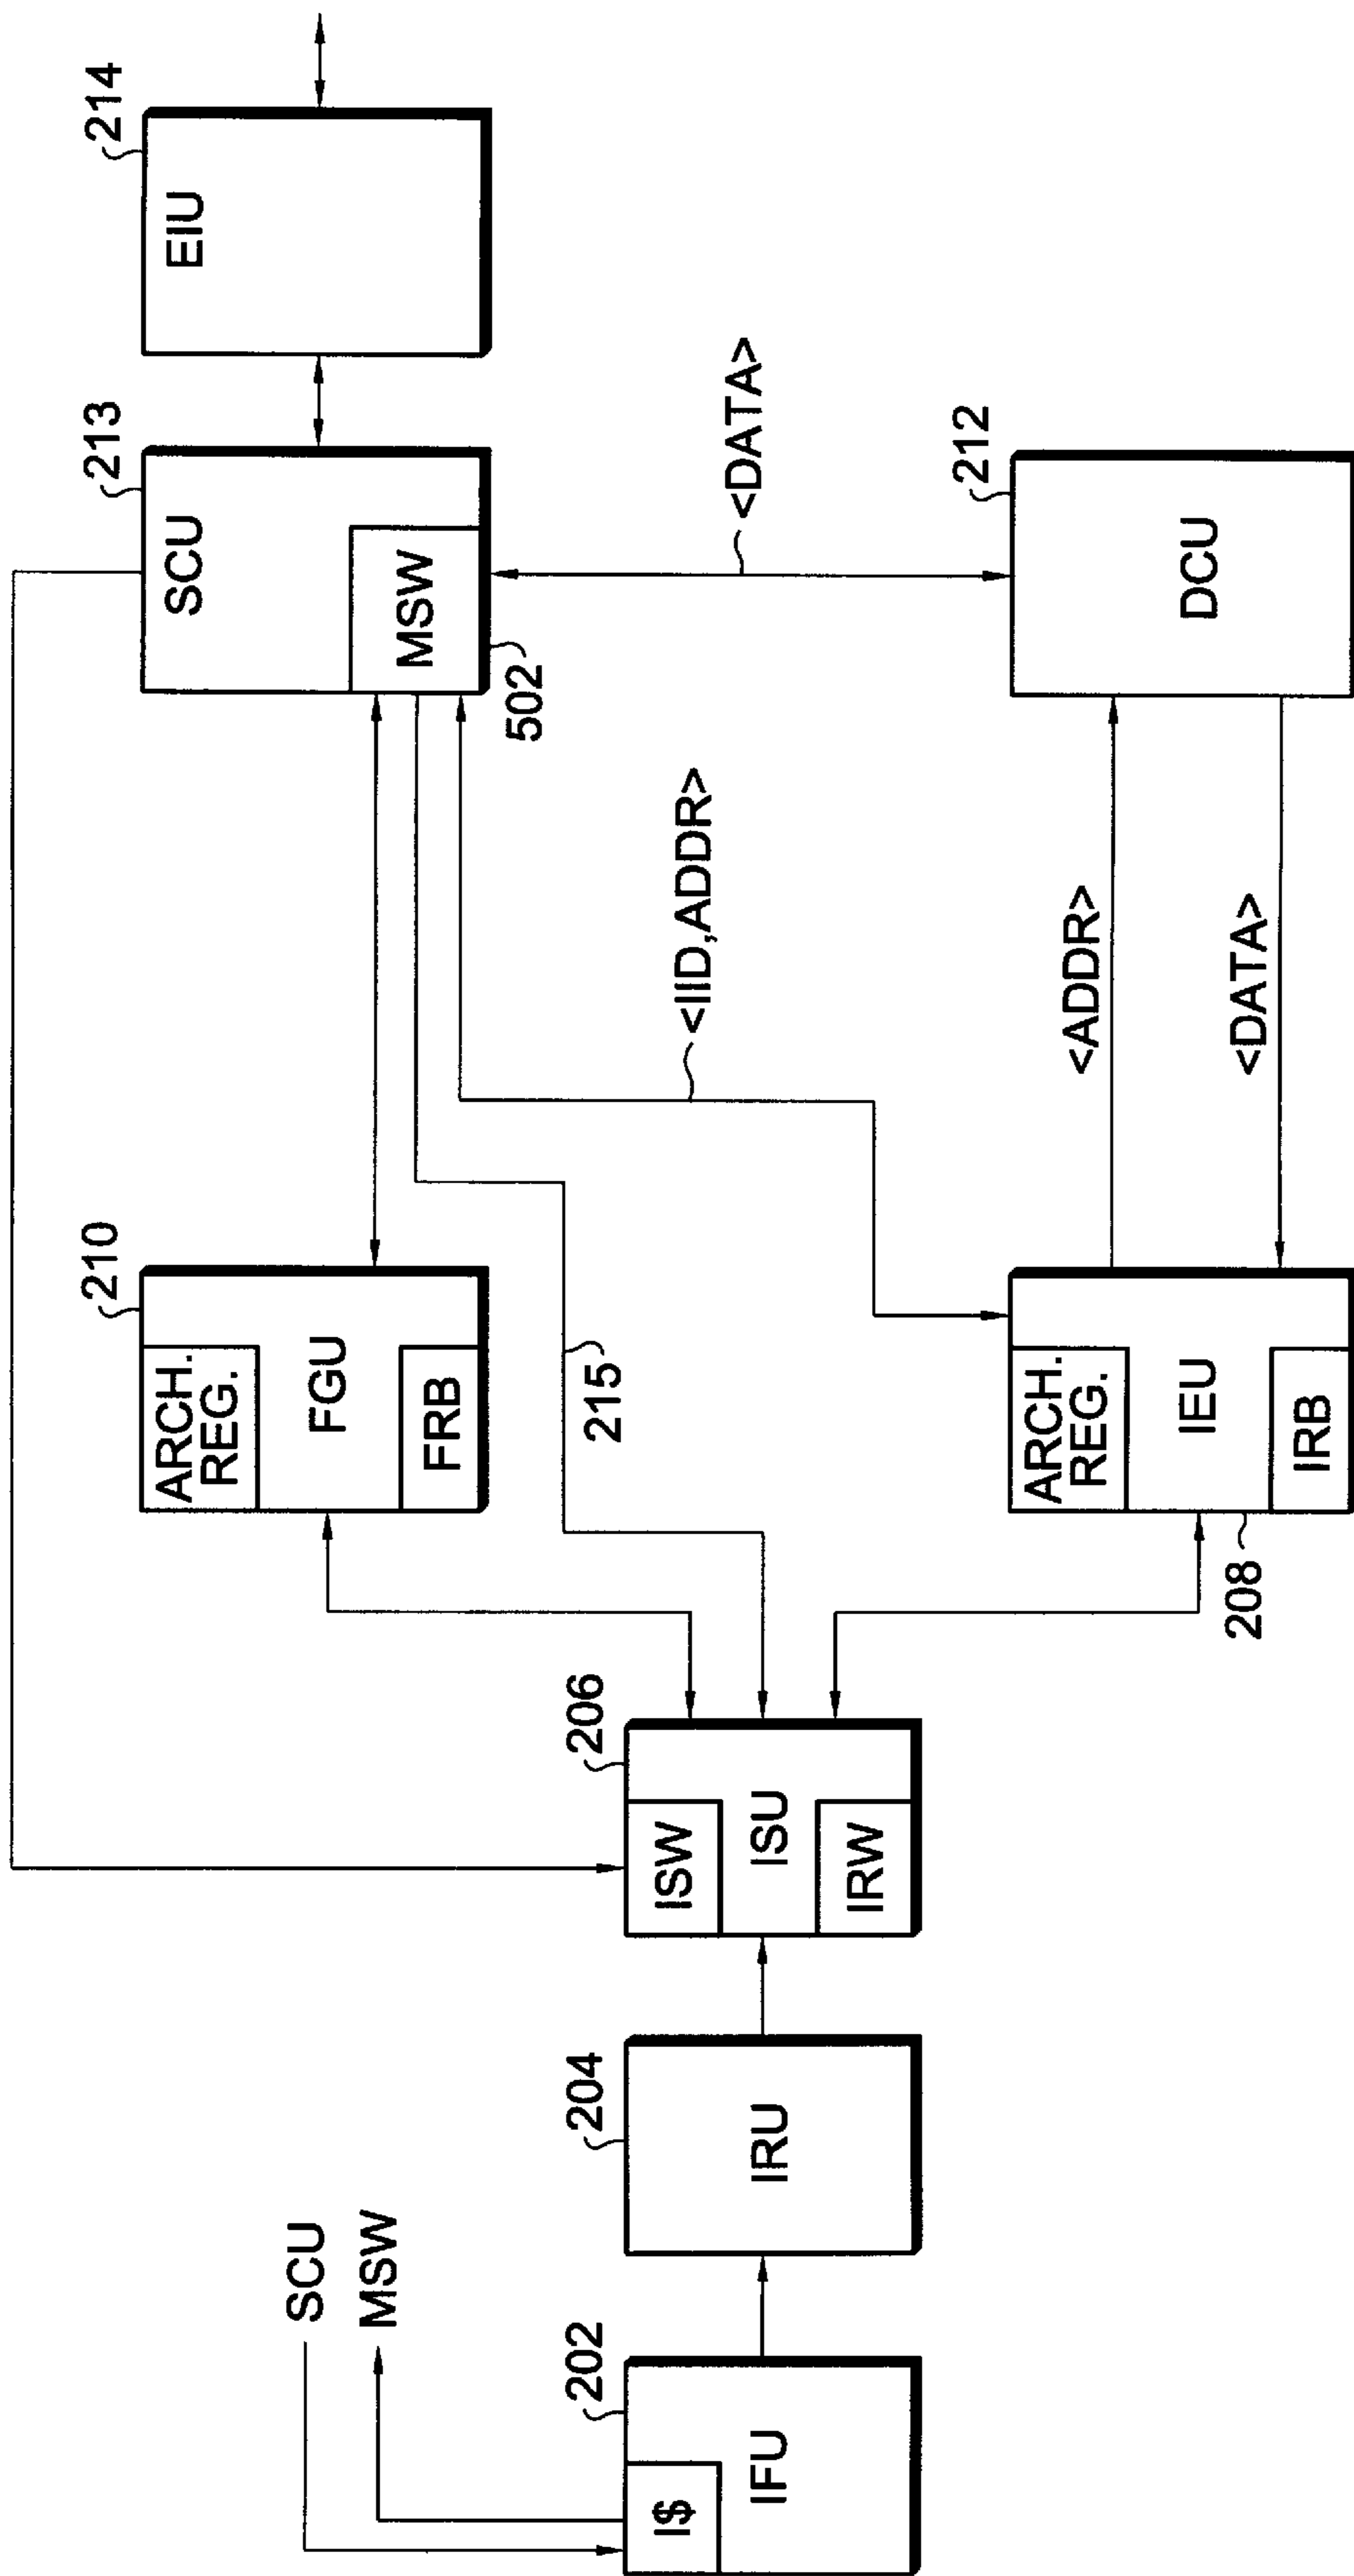 SCU
MSW
202
I$
IFU
204
IRU
206
ISW
ISU
IRW
210
ARCH.
REG.
FGU
FRB
215
208
ARCH.
REG.
IEU
IRB
<IID,ADDR>
<ADDR>
<DATA>
213
SCU
MSW
502
<DATA>
212
DCU
214
EIU